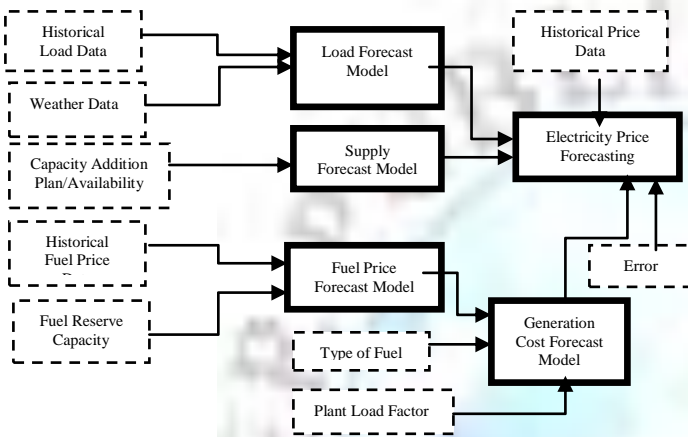 Historical
Load Data
Load Forecast
Model
Historical Price
Data
Weather Data
Capacity Addition
Plan/Availability
Supply
Forecast Model
Electricity Price
Forecasting
Historical
Fuel Price
Fuel Price
Forecast Model
Error
Fuel Reserve
Capacity
Type of Fuel
Generation
Cost Forecast
Model
Plant Load Factor